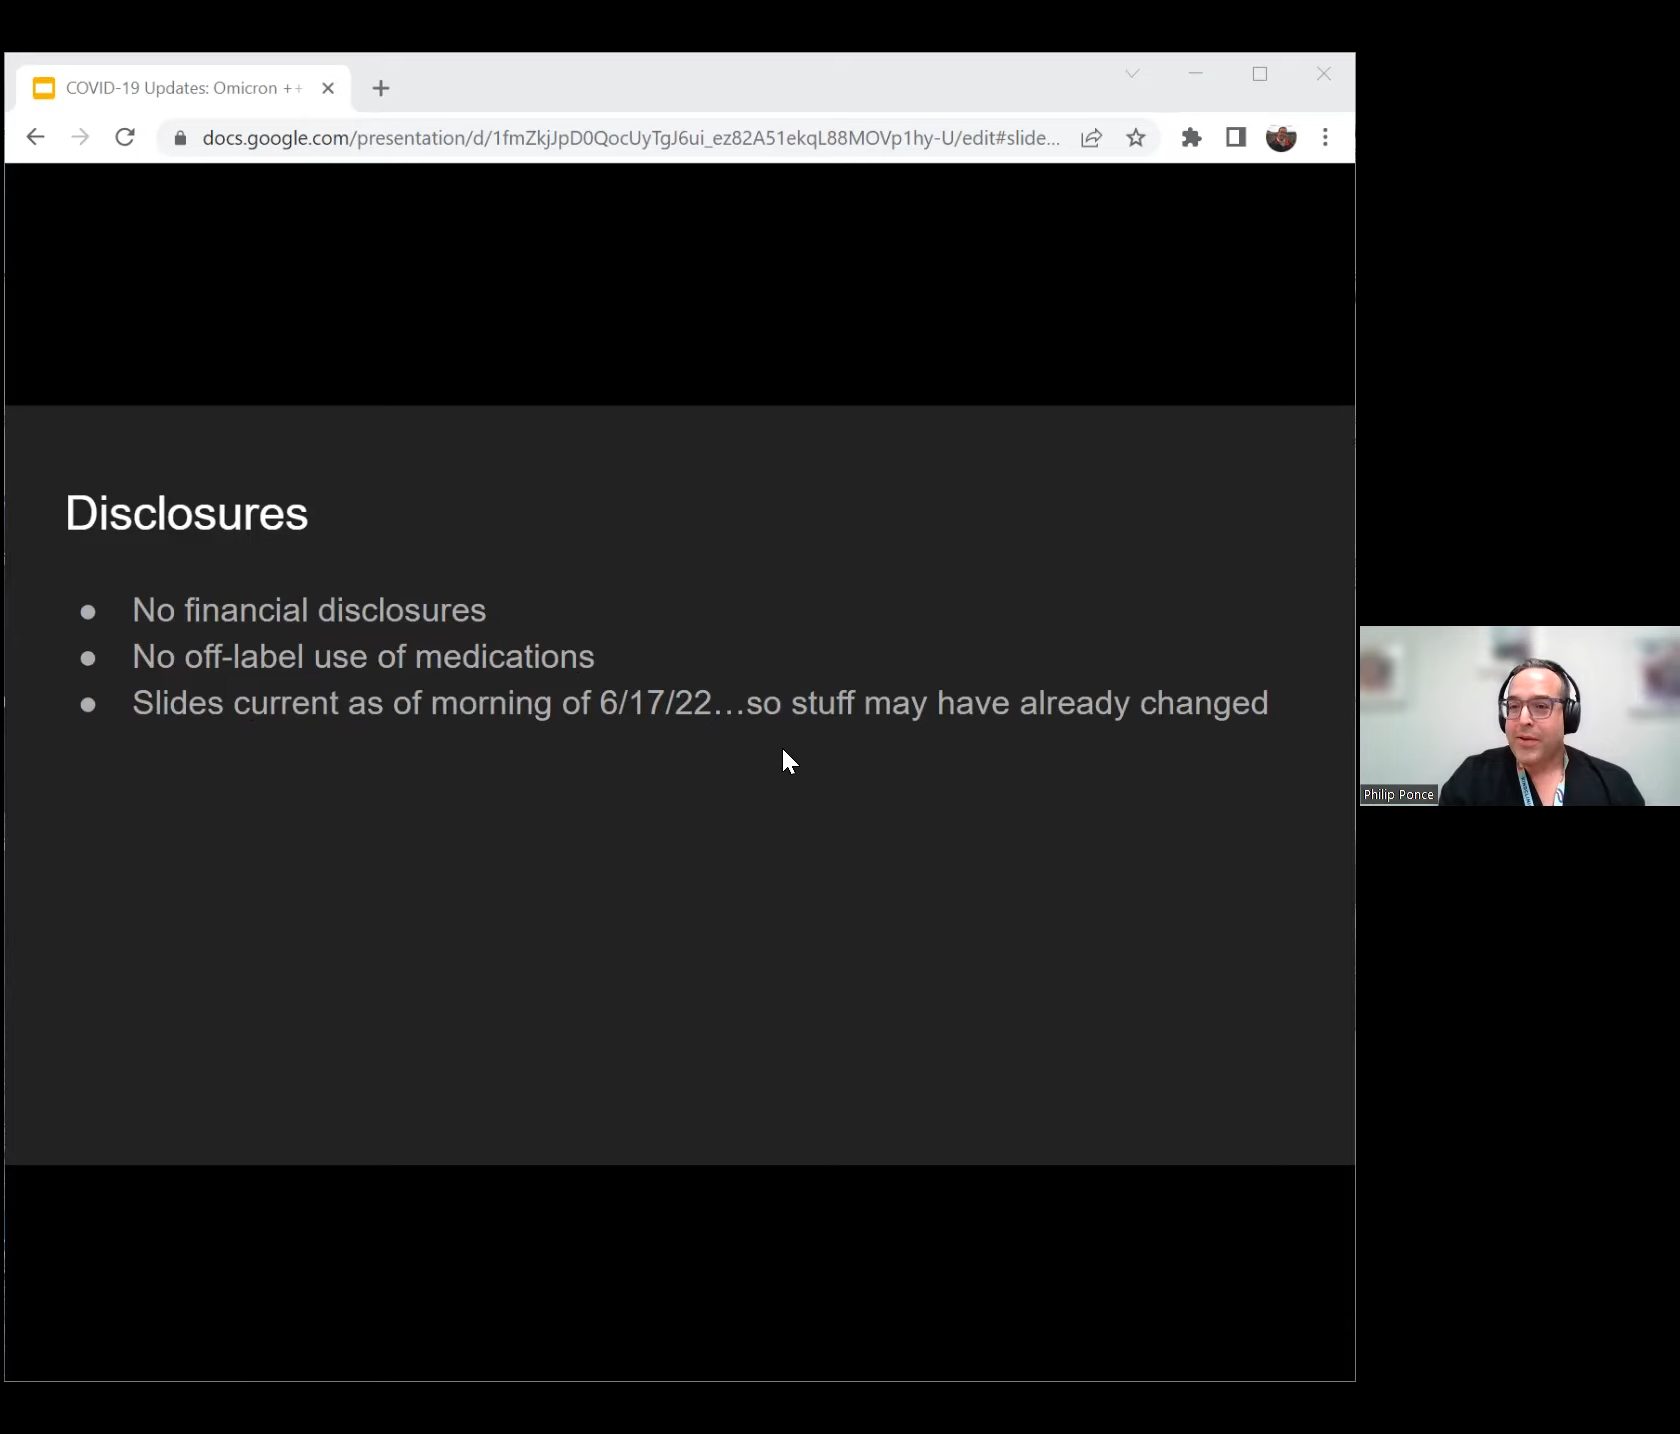 COVID-19 Updates: Omicron ++
docs.google.com/presentation/d/1fmZkjJpD0QocUyTgJ6ui_ez82A51ekqL88MOVp1hy-U/edit#slide...
Disclosures
● No financial disclosures
● No off-label use of medications
● Slides current as of morning of 6/17/22…so stuff may have already changed
Philip Ponce